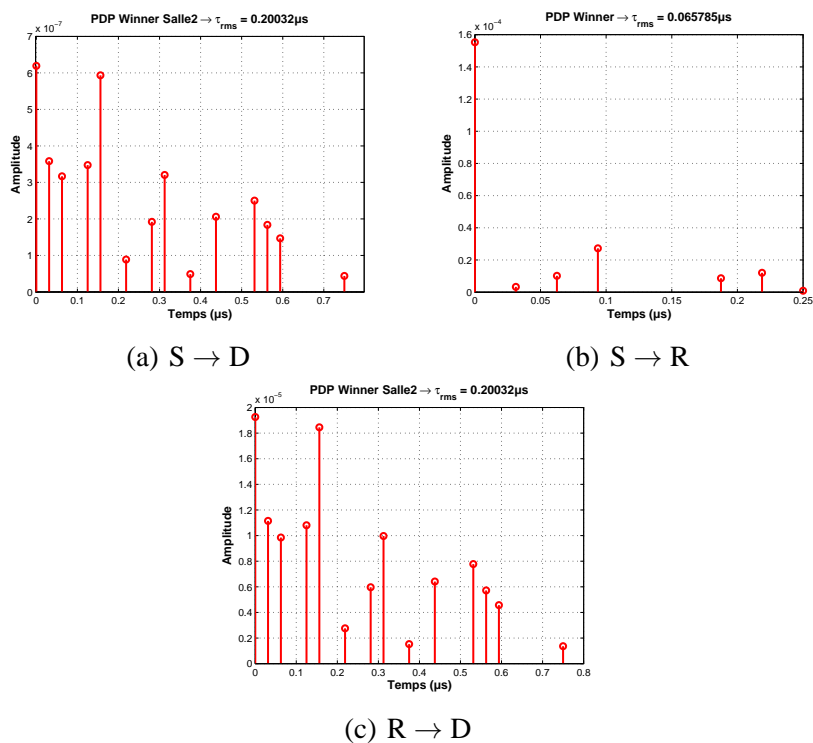 PDP Winner Salle2 → τrms = 0.20032µs
x 10⁻⁷
7
6
5
4
3
2
1
0
Amplitude
0 0.1 0.2 0.3 0.4 0.5 0.6 0.7
Temps (µs)
(a) S → D
PDP Winner → τrms = 0.065785µs
x 10⁻⁴
1.6
1.4
1.2
1
0.8
0.6
0.4
0.2
0
Amplitude
0 0.05 0.1 0.15 0.2 0.25
Temps (µs)
(b) S → R
PDP Winner Salle2 → τrms = 0.20032µs
x 10⁻⁵
2
1.8
1.6
1.4
1.2
1
0.8
0.6
0.4
0.2
0
Amplitude
0 0.1 0.2 0.3 0.4 0.5 0.6 0.7 0.8
Temps (µs)
(c) R → D